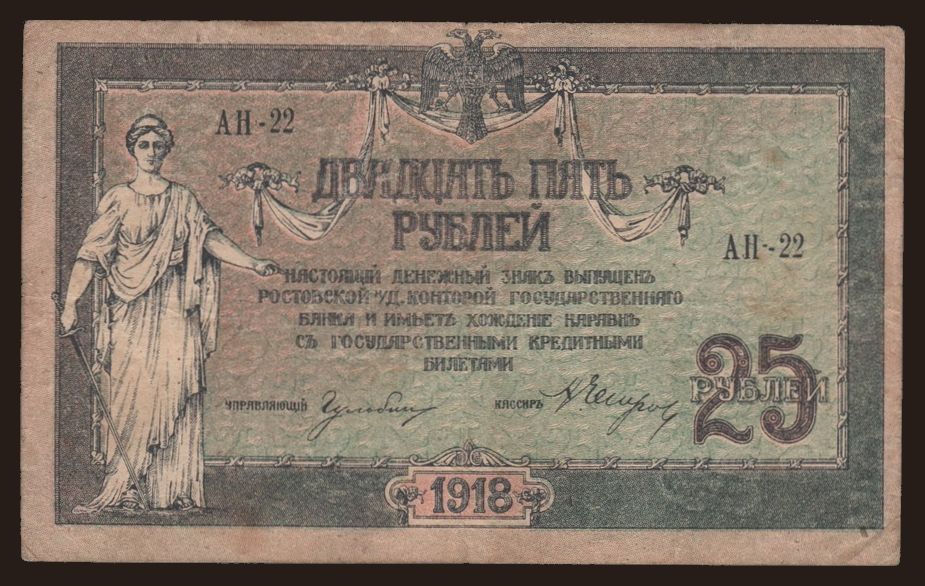 АН-22
ДВАДЦАТЬ ПЯТЬ
РУБЛЕЙ
АН-22
НАСТОЯЩІЙ ДЕНЕЖНЫЙ ЗНАКЪ ВЫПУЩЕНЪ
РОСТОВСКОЙ Н/Д. КОНТОРОЙ ГОСУДАРСТВЕННАГО
БАНКА И ИМѢЕТЪ ХОЖДЕНІЕ НАРАВНѢ
СЪ ГОСУДАРСТВЕННЫМИ КРЕДИТНЫМИ
БИЛЕТАМИ
25
РУБЛЕЙ
УПРАВЛЯЮЩІЙ
КАССИРЪ
1918